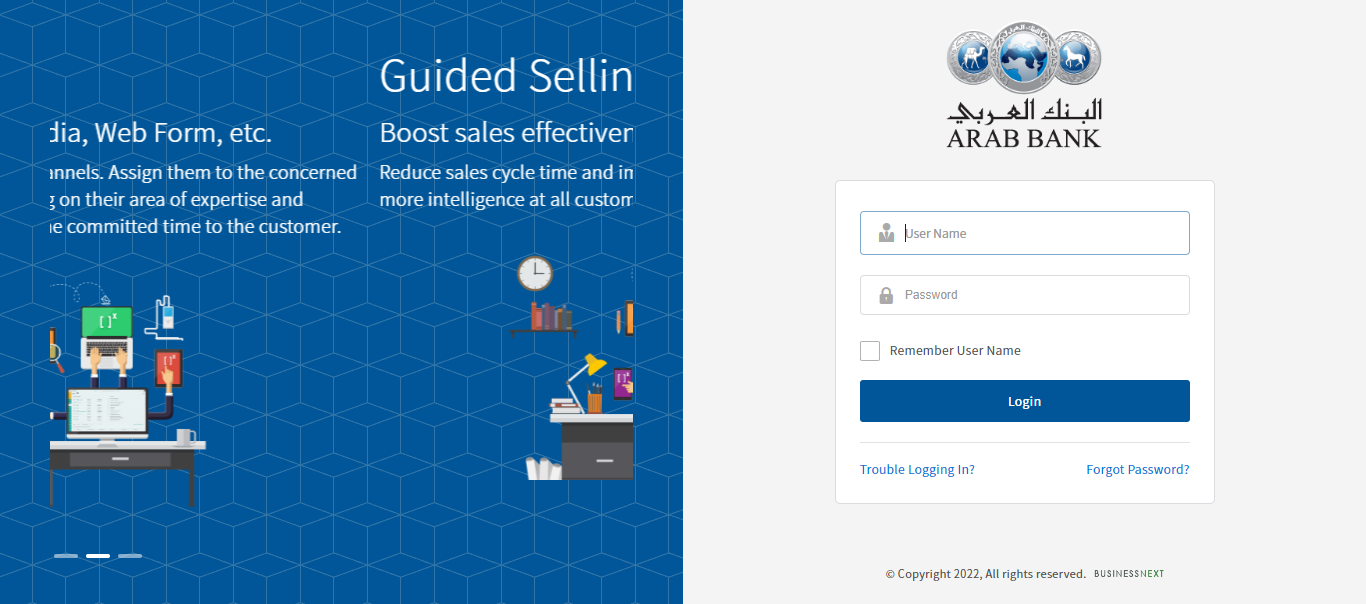 Guided Sellin
dia, Web Form, etc.
annels. Assign them to the concerned
g on their area of expertise and
e committed time to the customer.
Boost sales effectiver
Reduce sales cycle time and in
more intelligence at all custom
[ ]x
[ ]x
[ ]x
البنك العربي
ARAB BANK
User Name
Password
Remember User Name
Login
Trouble Logging In?
Forgot Password?
© Copyright 2022, All rights reserved. BUSINESSNEXT